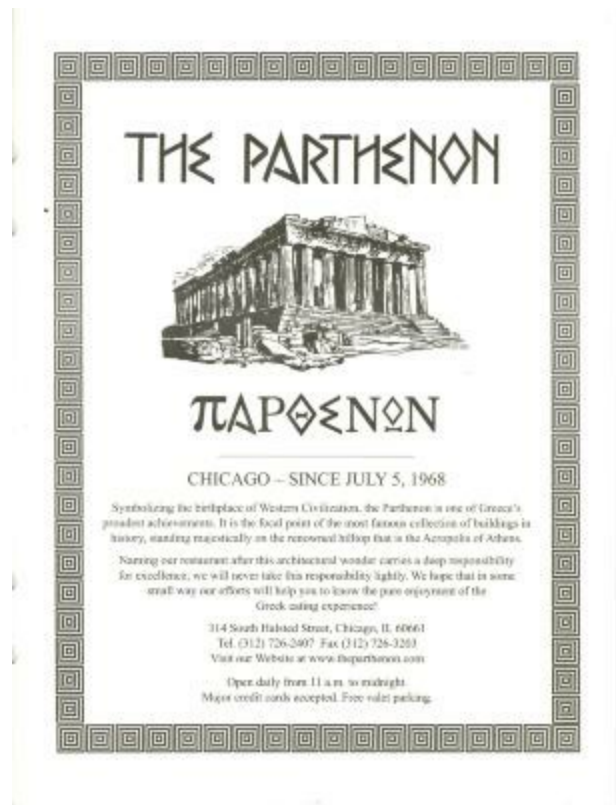 THE PARTHENON
ΠΑΡΘΕΝΩΝ
CHICAGO – SINCE JULY 5, 1968
Symbolizing the birthplace of Western Civilization, the Parthenon is one of Greece's
proudest achievements. It is the focal point of the most famous collection of buildings in
history, standing majestically on the renowned hilltop that is the Acropolis of Athens.
Naming our restaurant after this architectural wonder carries a deep responsibility
for excellence; we will never take this responsibility lightly. We hope that in some
small way our efforts will help you to know the pure enjoyment of the
Greek eating experience!
314 South Halsted Street, Chicago, IL 60661
Tel. (312) 726-2407 Fax (312) 726-3203
Visit our Website at www.theparthenon.com
Open daily from 11 a.m. to midnight.
Major credit cards accepted. Free valet parking.